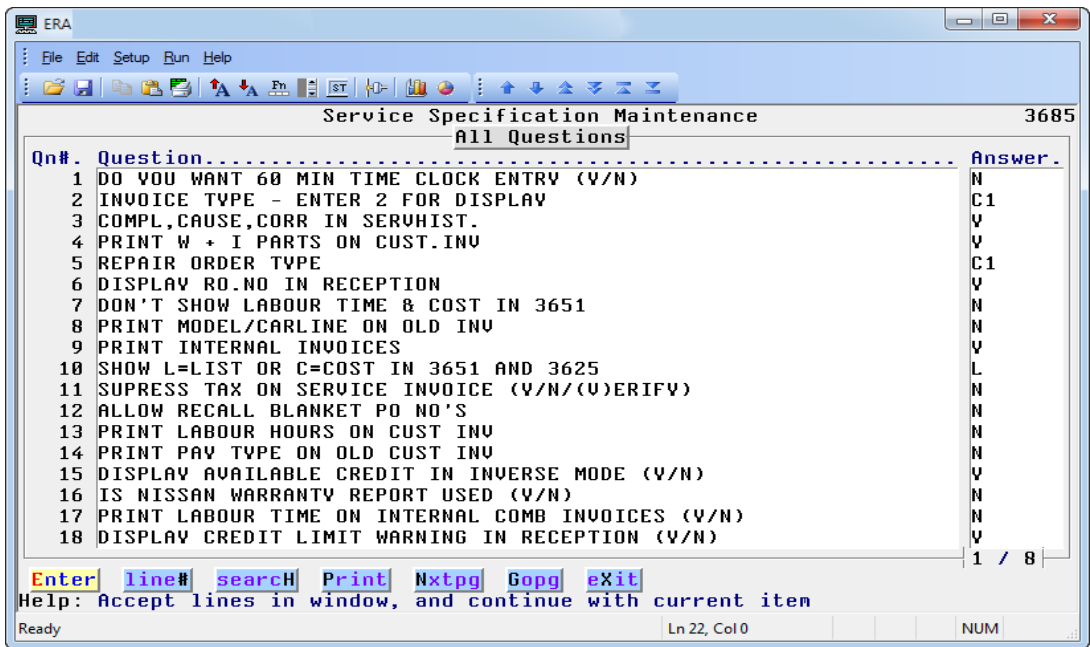 ERA
File Edit Setup Run Help
Fn ST
Service Specification Maintenance 3685
All Questions
Qn#. Question........................................................ Answer.
1 DO YOU WANT 60 MIN TIME CLOCK ENTRY (Y/N) N
2 INVOICE TYPE - ENTER 2 FOR DISPLAY C1
3 COMPL,CAUSE,CORR IN SERVHIST. Y
4 PRINT W + I PARTS ON CUST.INV Y
5 REPAIR ORDER TYPE C1
6 DISPLAY RO.NO IN RECEPTION Y
7 DON'T SHOW LABOUR TIME & COST IN 3651 N
8 PRINT MODEL/CARLINE ON OLD INV N
9 PRINT INTERNAL INVOICES Y
10 SHOW L=LIST OR C=COST IN 3651 AND 3625 L
11 SUPRESS TAX ON SERVICE INVOICE (Y/N/(V)ERIFY) N
12 ALLOW RECALL BLANKET PO NO'S N
13 PRINT LABOUR HOURS ON CUST INV N
14 PRINT PAY TYPE ON OLD CUST INV N
15 DISPLAY AVAILABLE CREDIT IN INVERSE MODE (Y/N) Y
16 IS NISSAN WARRANTY REPORT USED (Y/N) N
17 PRINT LABOUR TIME ON INTERNAL COMB INVOICES (Y/N) N
18 DISPLAY CREDIT LIMIT WARNING IN RECEPTION (Y/N) Y
1 / 8
Enter line# searcH Print Nxtpg Gopg eXit
Help: Accept lines in window, and continue with current item
Ready Ln 22, Col 0 NUM